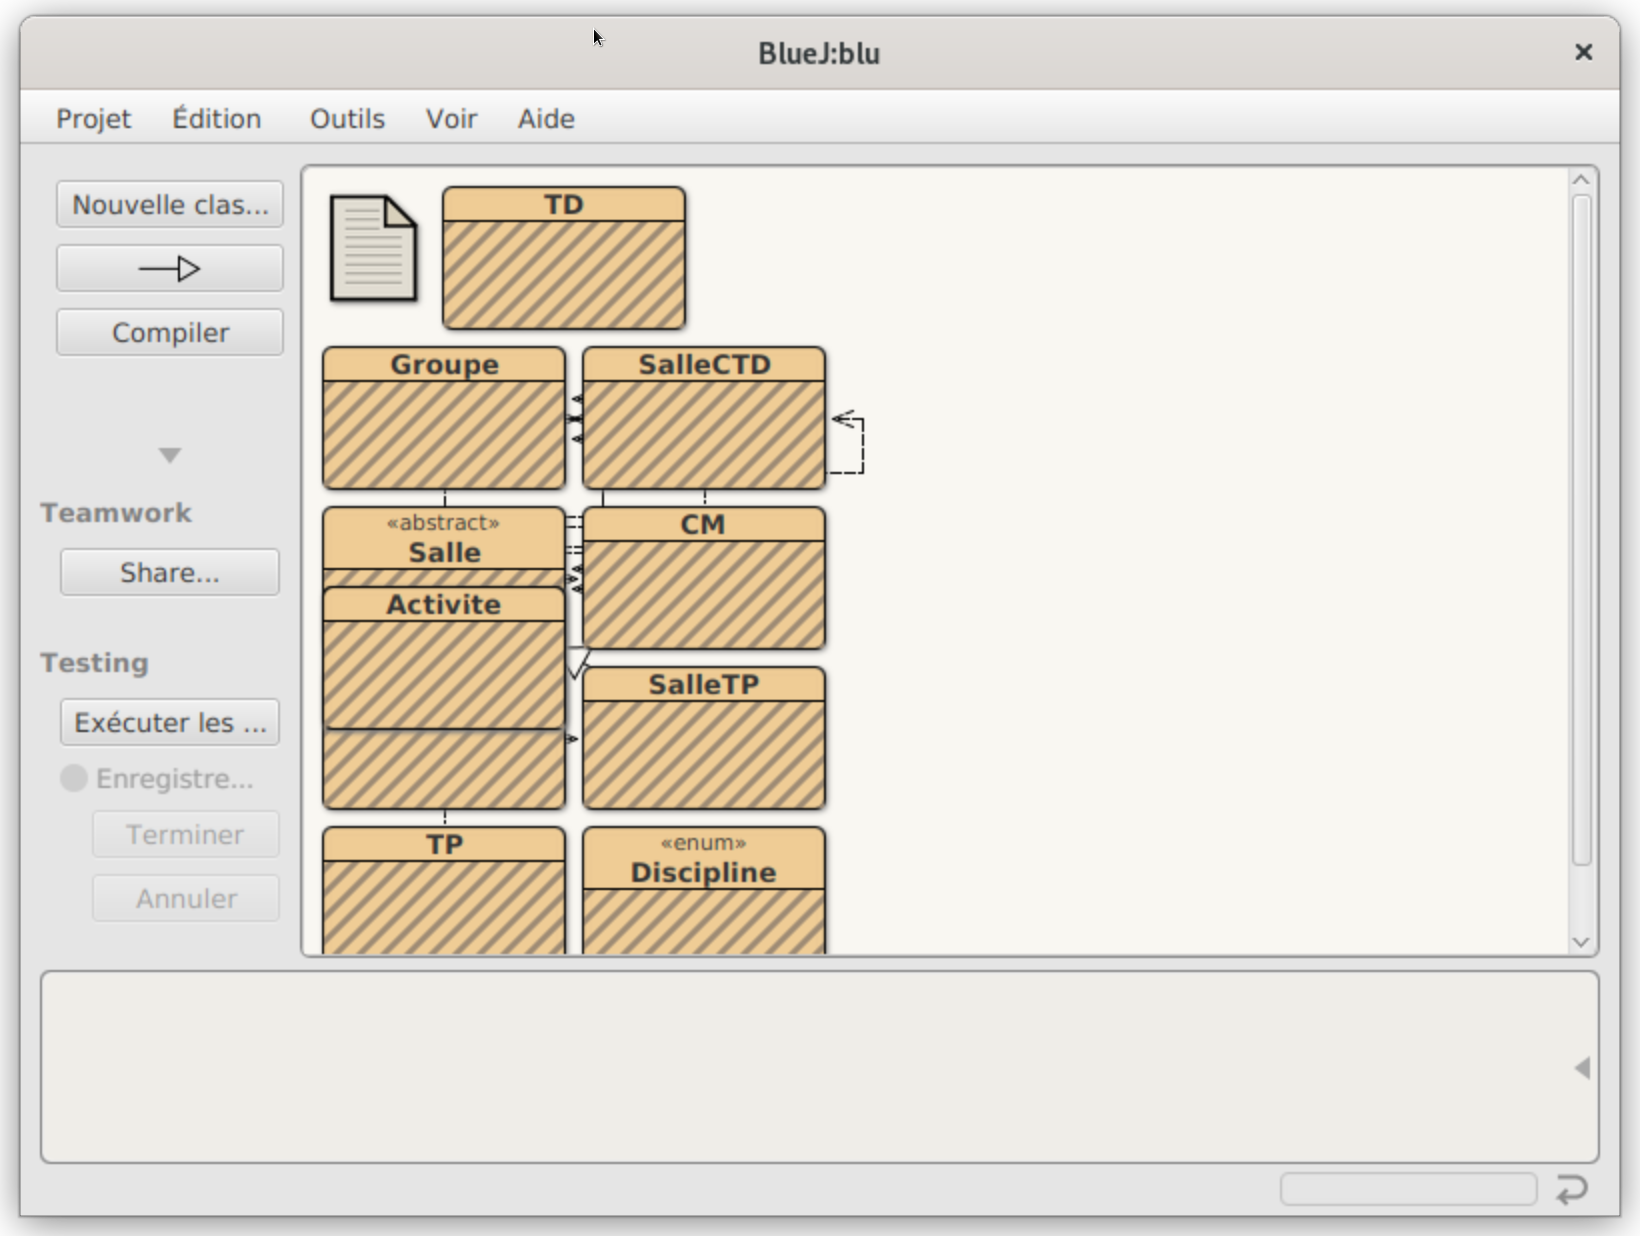 BlueJ:blu
Projet Édition Outils Voir Aide
Nouvelle clas...
Compiler
Teamwork
Share...
Testing
Exécuter les ...
Enregistre...
Terminer
Annuler
TD
Groupe
SalleCTD
«abstract»
Salle
CM
Activite
SalleTP
TP
«enum»
Discipline